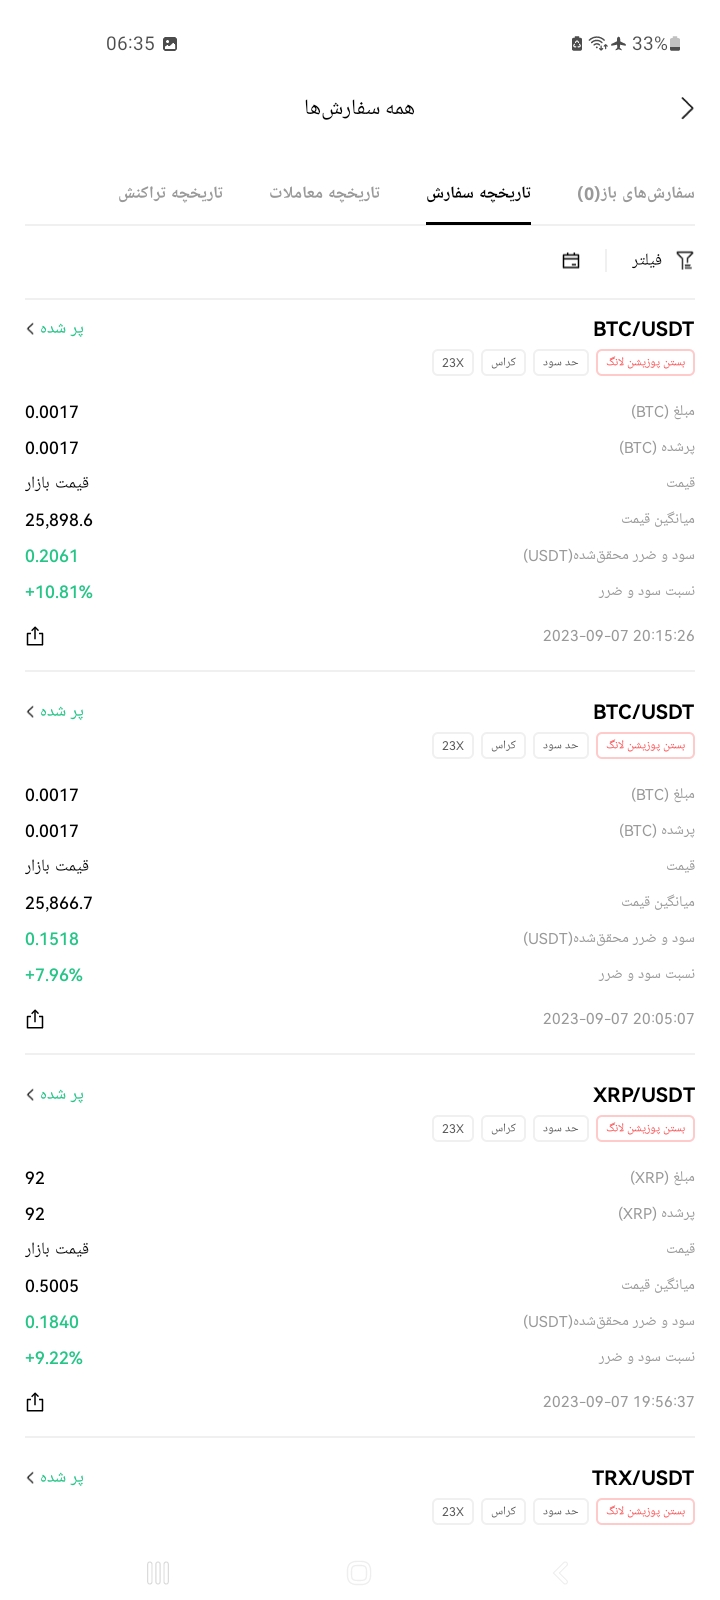 06:35 33%
همه سفارش‌ها
سفارش‌های باز(0) تاریخچه سفارش تاریخچه معاملات تاریخچه تراکنش
فیلتر
BTC/USDT پر شده
بستن پوزیشن لانگ حد سود کراس 23X
مبلغ (BTC) 0.0017
پرشده (BTC) 0.0017
قیمت قیمت بازار
میانگین قیمت 25,898.6
سود و ضرر محقق‌شده(USDT) 0.2061
نسبت سود و ضرر +10.81%
2023-09-07 20:15:26
BTC/USDT پر شده
بستن پوزیشن لانگ حد سود کراس 23X
مبلغ (BTC) 0.0017
پرشده (BTC) 0.0017
قیمت قیمت بازار
میانگین قیمت 25,866.7
سود و ضرر محقق‌شده(USDT) 0.1518
نسبت سود و ضرر +7.96%
2023-09-07 20:05:07
XRP/USDT پر شده
بستن پوزیشن لانگ حد سود کراس 23X
مبلغ (XRP) 92
پرشده (XRP) 92
قیمت قیمت بازار
میانگین قیمت 0.5005
سود و ضرر محقق‌شده(USDT) 0.1840
نسبت سود و ضرر +9.22%
2023-09-07 19:56:37
TRX/USDT پر شده
بستن پوزیشن لانگ حد سود کراس 23X